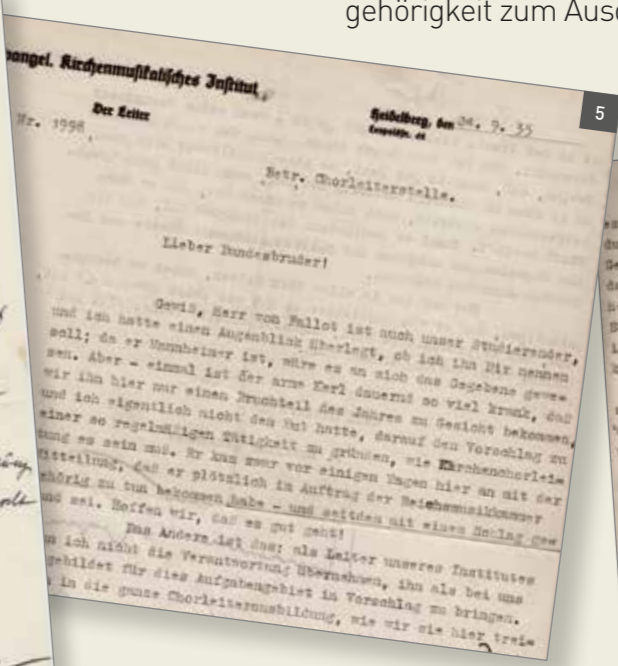 gehörigkeit zum Ausd
5
vangel. Kirchenmusikalisches Institut
Der Leiter
Heidelberg, den 24. 9. 35
Nr. 1998
Betr. Chorleiterstelle.
Lieber Bundesbruder!
Gewiß, Herr von Fallot ist auch unser Studierender,
und ich hatte einen Augenblick überlegt, ob ich ihn Dir nennen
soll; da er Mannheimer ist, wäre es an sich das Gegebene gewe=
sen. Aber - einmal ist der arme Kerl dauernd so viel krank, daß
wir ihn hier nur einen Bruchteil des Jahres zu Gesicht bekommen,
und ich eigentlich nicht den Mut hatte, darauf den Vorschlag zu
einer so regelmäßigen Tätigkeit zu gründen, wie Kirchenchorlei=
tung es sein muß. Er kam zwar vor einigen Tagen hier an mit der
Mitteilung, daß er plötzlich im Auftrag der Reichsmusikkammer
gehörig zu tun bekommen habe - und seitdem mit einem Schlag ges
und sei. Hoffen wir, daß es gut geht!
Das Andere ist das: als Leiter unseres Institutes
ich nicht die Verantwortung übernehmen, ihn als bei uns
gebildet für dies Aufgabengebiet in Vorschlag zu bringen.
in die ganze Chorleiterausbildung, wie wir sie hier trei=